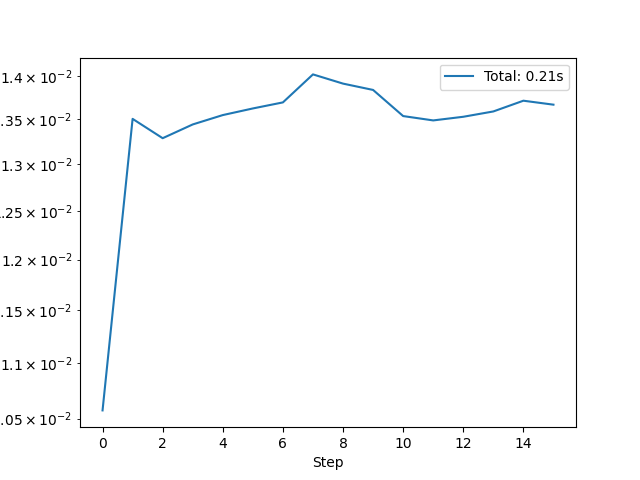 Total: 0.21s
1.4 × 10⁻²
.35 × 10⁻²
1.3 × 10⁻²
.25 × 10⁻²
1.2 × 10⁻²
.15 × 10⁻²
1.1 × 10⁻²
.05 × 10⁻²
0 2 4 6 8 10 12 14
Step